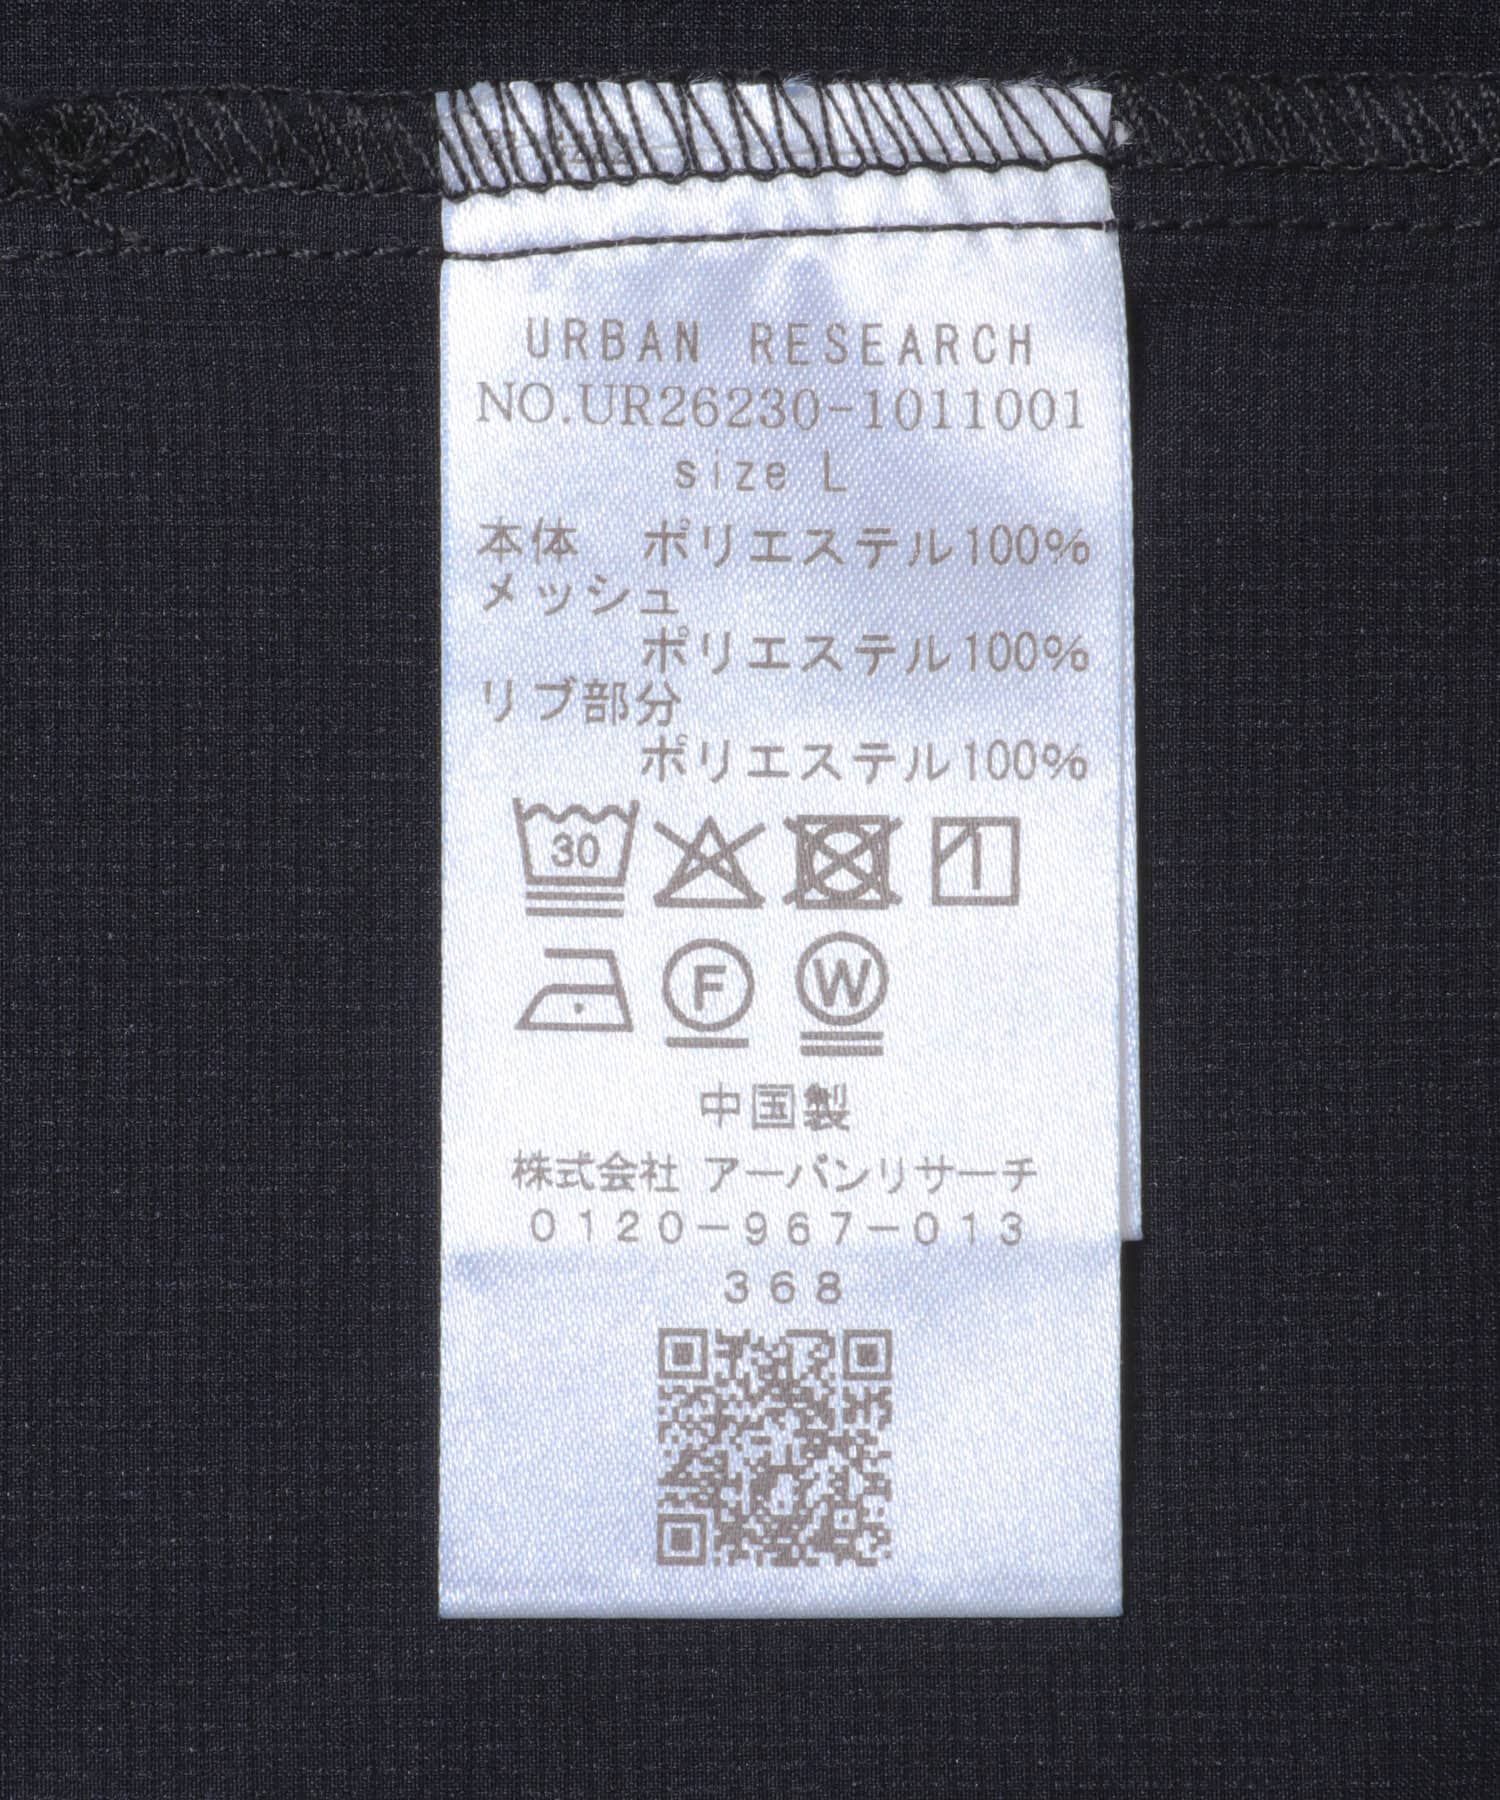 URBAN RESEARCH
NO.UR26230-1011001
size L
本体 ポリエステル100%
メッシュ
ポリエステル100%
リブ部分
ポリエステル100%
30
F W
中国製
株式会社 アーバンリサーチ
0120-967-013
368